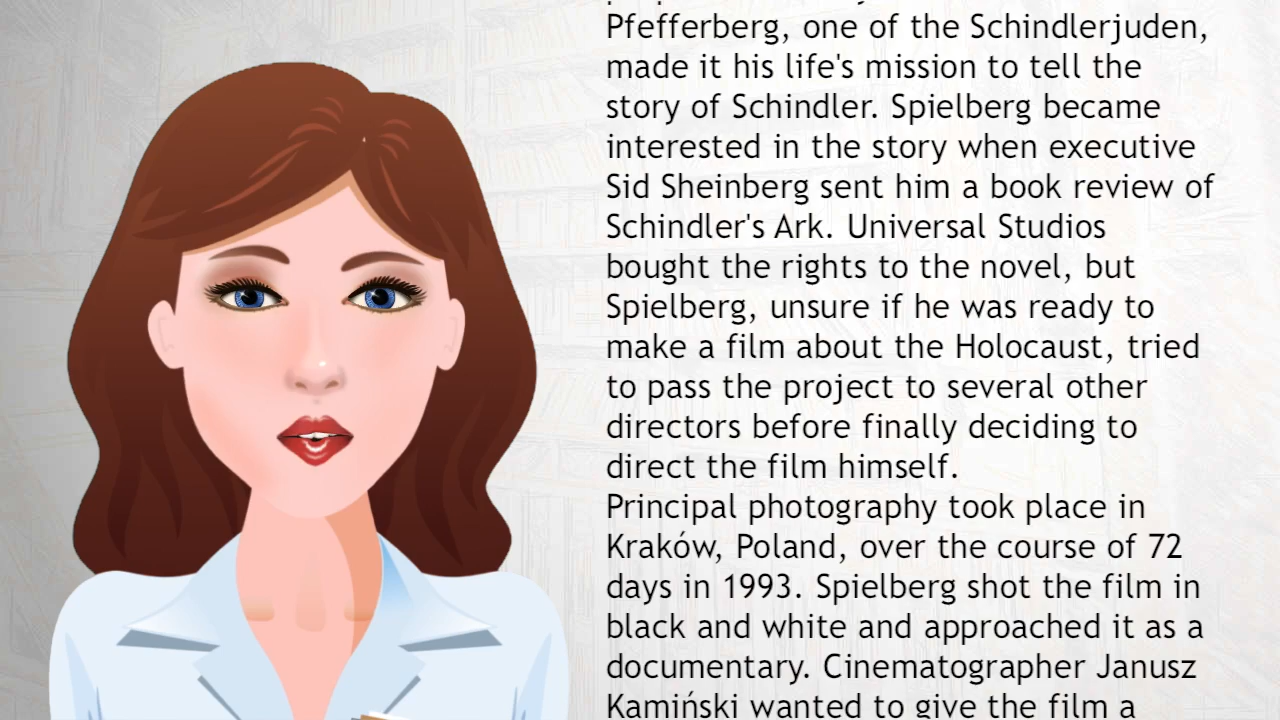 Pfefferberg, one of the Schindlerjuden,
made it his life's mission to tell the
story of Schindler. Spielberg became
interested in the story when executive
Sid Sheinberg sent him a book review of
Schindler's Ark. Universal Studios
bought the rights to the novel, but
Spielberg, unsure if he was ready to
make a film about the Holocaust, tried
to pass the project to several other
directors before finally deciding to
direct the film himself.
Principal photography took place in
Kraków, Poland, over the course of 72
days in 1993. Spielberg shot the film in
black and white and approached it as a
documentary. Cinematographer Janusz
Kamiński wanted to give the film a